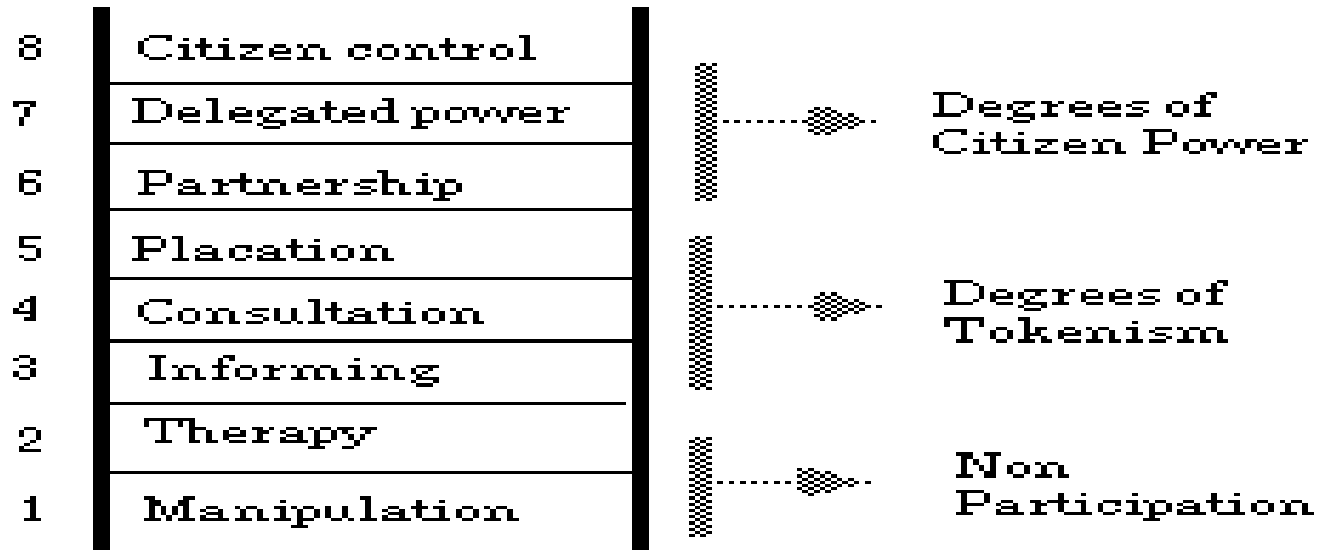 8 Citizen control
7 Delegated power
6 Partnership
5 Placation
4 Consultation
3 Informing
2 Therapy
1 Manipulation
Degrees of
Citizen Power
Degrees of
Tokenism
Non
Participation